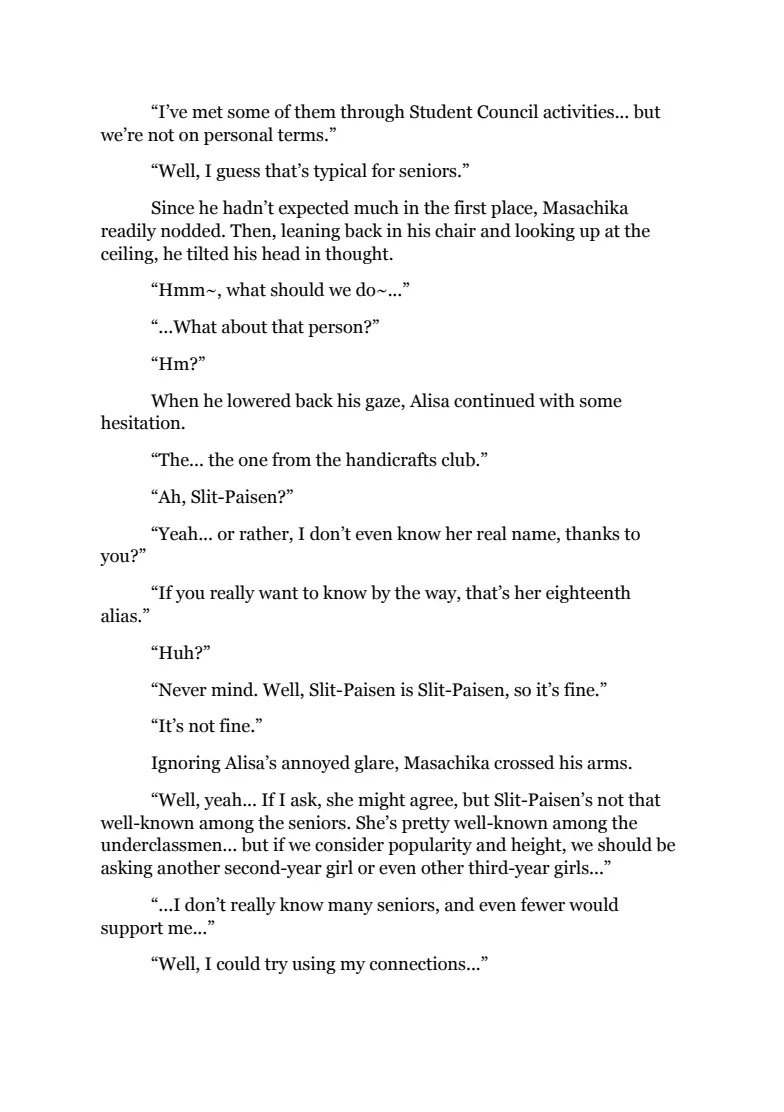 “I’ve met some of them through Student Council activities... but
we’re not on personal terms.”
“Well, I guess that’s typical for seniors.”
Since he hadn’t expected much in the first place, Masachika
readily nodded. Then, leaning back in his chair and looking up at the
ceiling, he tilted his head in thought.
“Hmm~, what should we do~...”
“...What about that person?”
“Hm?”
When he lowered back his gaze, Alisa continued with some
hesitation.
“The... the one from the handicrafts club.”
“Ah, Slit-Paisen?”
“Yeah... or rather, I don’t even know her real name, thanks to
you?”
“If you really want to know by the way, that’s her eighteenth
alias.”
“Huh?”
“Never mind. Well, Slit-Paisen is Slit-Paisen, so it’s fine.”
“It’s not fine.”
Ignoring Alisa’s annoyed glare, Masachika crossed his arms.
“Well, yeah... If I ask, she might agree, but Slit-Paisen’s not that
well-known among the seniors. She’s pretty well-known among the
underclassmen... but if we consider popularity and height, we should be
asking another second-year girl or even other third-year girls...”
“...I don’t really know many seniors, and even fewer would
support me...”
“Well, I could try using my connections...”